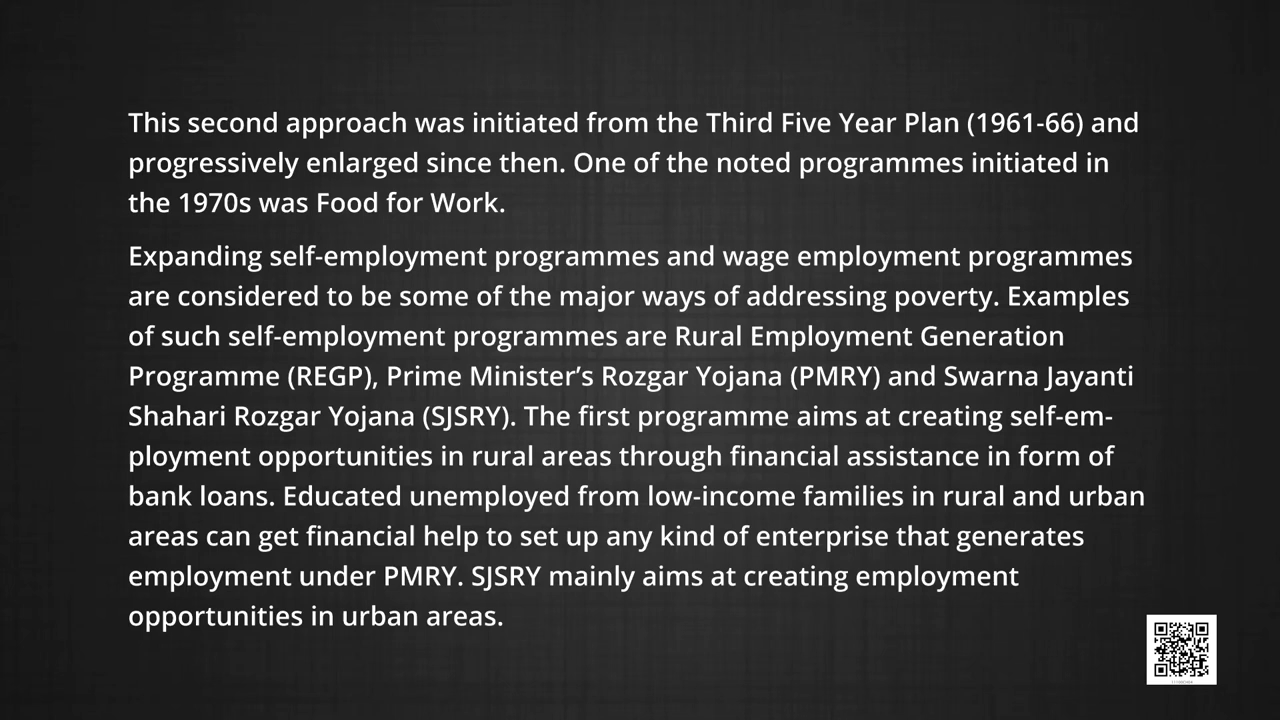 This second approach was initiated from the Third Five Year Plan (1961-66) and
progressively enlarged since then. One of the noted programmes initiated in
the 1970s was Food for Work.
Expanding self-employment programmes and wage employment programmes
are considered to be some of the major ways of addressing poverty. Examples
of such self-employment programmes are Rural Employment Generation
Programme (REGP), Prime Minister’s Rozgar Yojana (PMRY) and Swarna Jayanti
Shahari Rozgar Yojana (SJSRY). The first programme aims at creating self-em-
ployment opportunities in rural areas through financial assistance in form of
bank loans. Educated unemployed from low-income families in rural and urban
areas can get financial help to set up any kind of enterprise that generates
employment under PMRY. SJSRY mainly aims at creating employment
opportunities in urban areas.